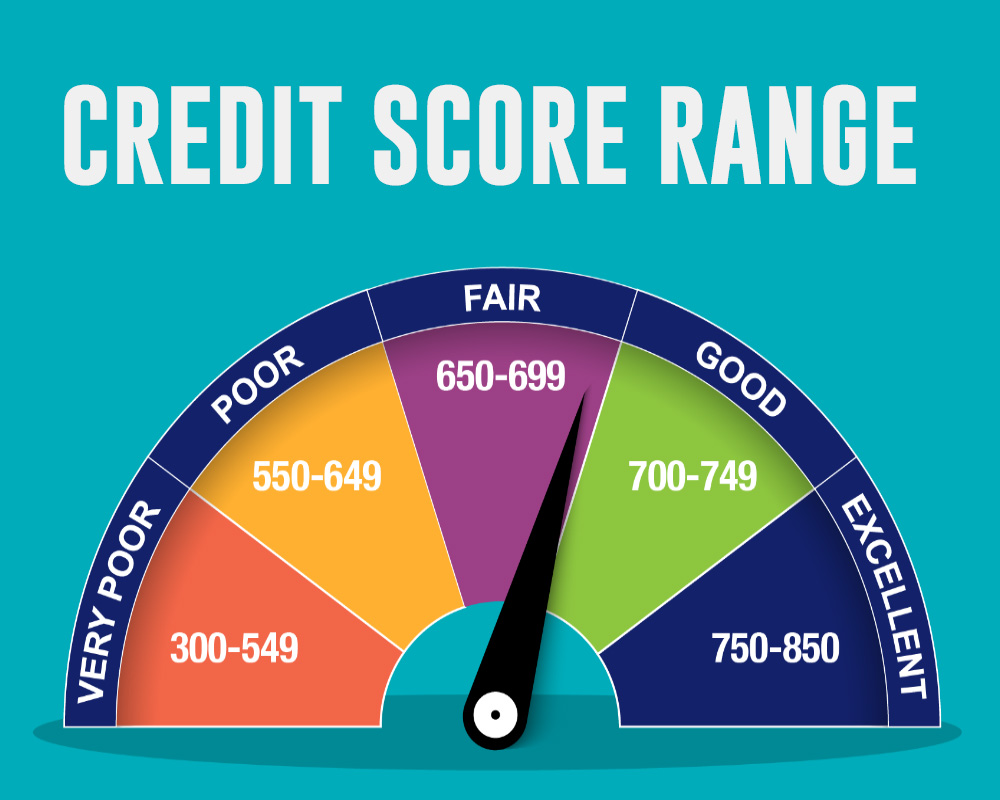 CREDIT SCORE RANGE
VERY POOR
300-549
POOR
550-649
FAIR
650-699
GOOD
700-749
EXCELLENT
750-850